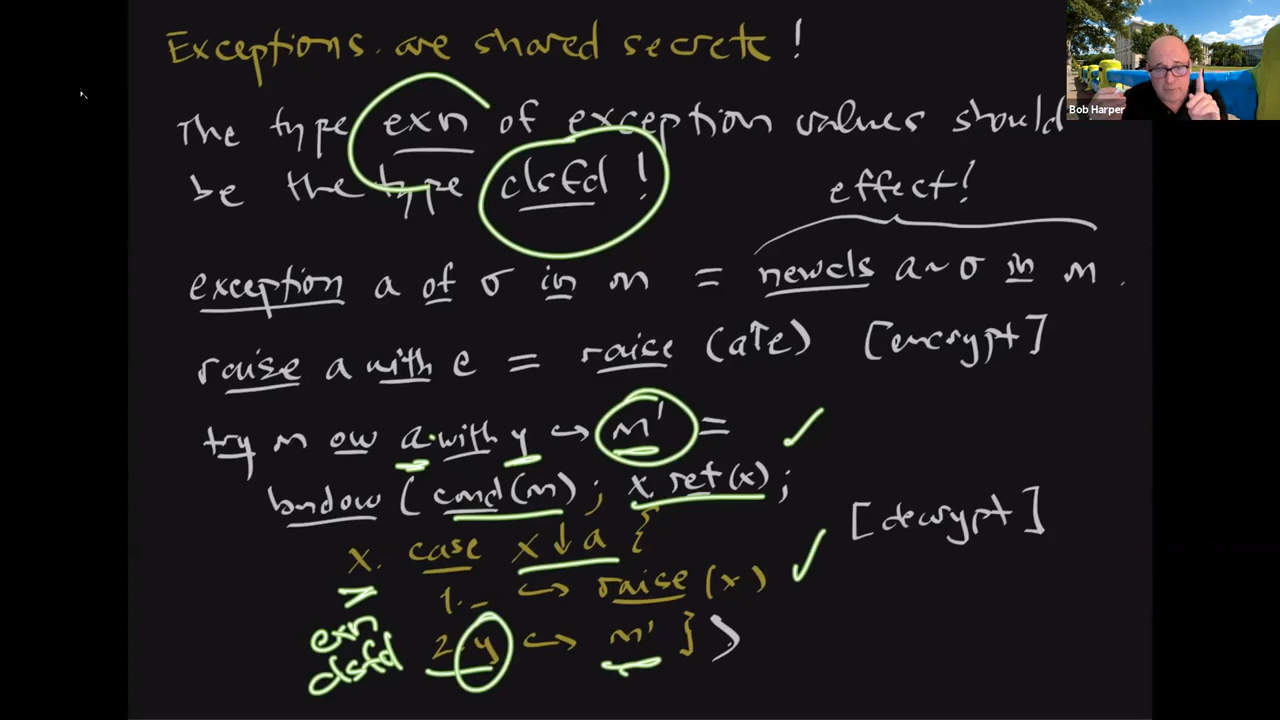 Exceptions are shared secrets!
Bob Harper
The type exn of exception values should
be the type clsfd!
effect!
exception a of σ in m = newcls a ~ σ in m.
raise a with e = raise (a↑e) [encrypt]
try m ow a·with y ↪ m' = ✓
bndow (cmd(m); x.ret(x);
[decrypt]
x. case x↓a {
1._ ↪ raise (x) ✓
exn
clsfd
2.y ↪ m' })